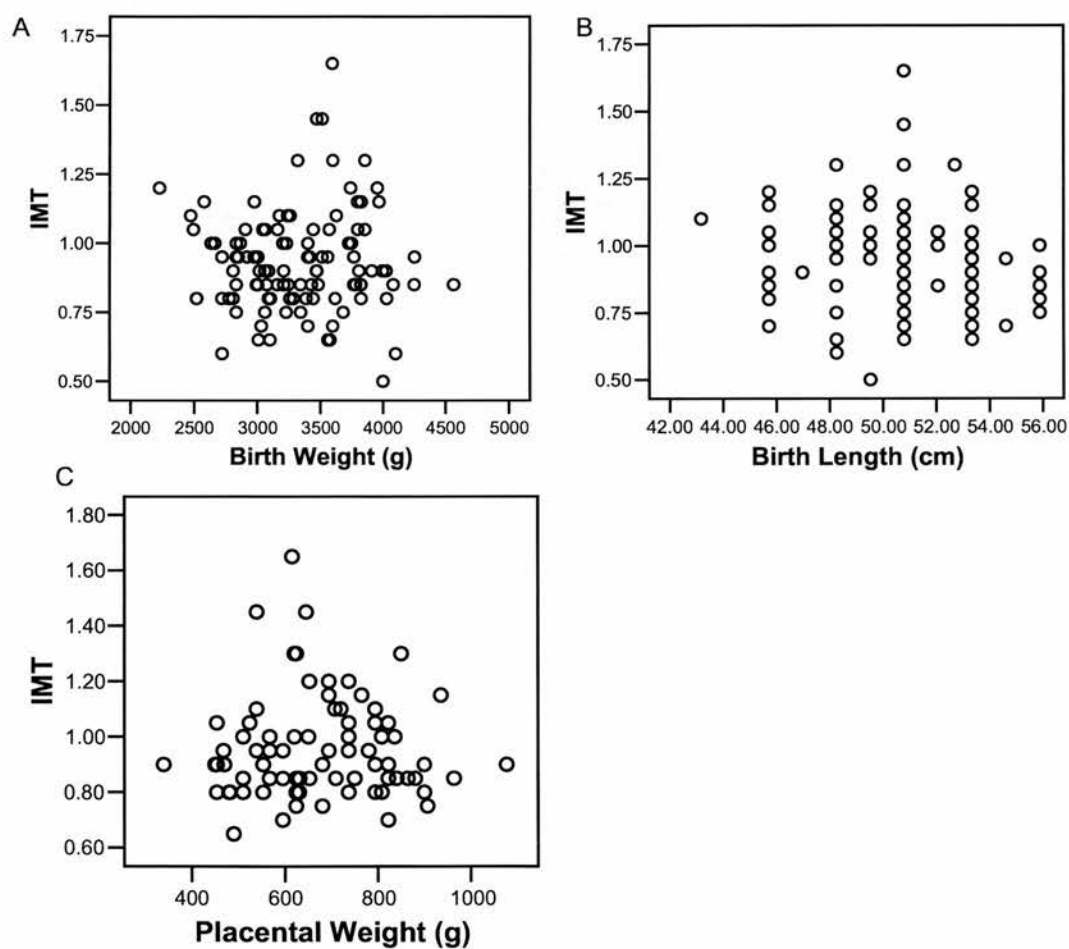 A
1.75
1.50
1.25
1.00
0.75
0.50
IMT
2000 2500 3000 3500 4000 4500 5000
Birth Weight (g)
B
1.75
1.50
1.25
1.00
0.75
0.50
IMT
42.00 44.00 46.00 48.00 50.00 52.00 54.00 56.00
Birth Length (cm)
C
1.80
1.60
1.40
1.20
1.00
0.80
0.60
IMT
400 600 800 1000
Placental Weight (g)